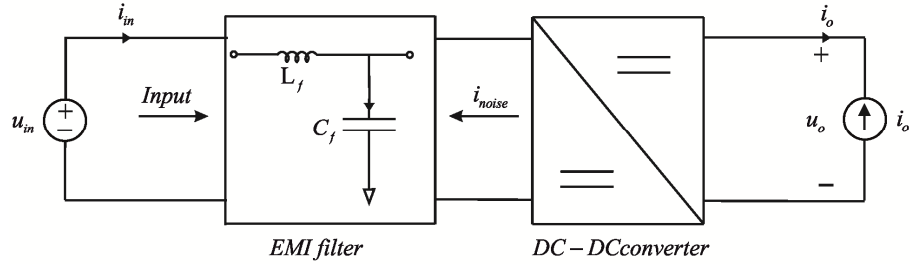 i_in
i_o
+
L_f
Input
i_noise
+
−
u_in
C_f
u_o
i_o
−
EMI filter
DC – DCconverter